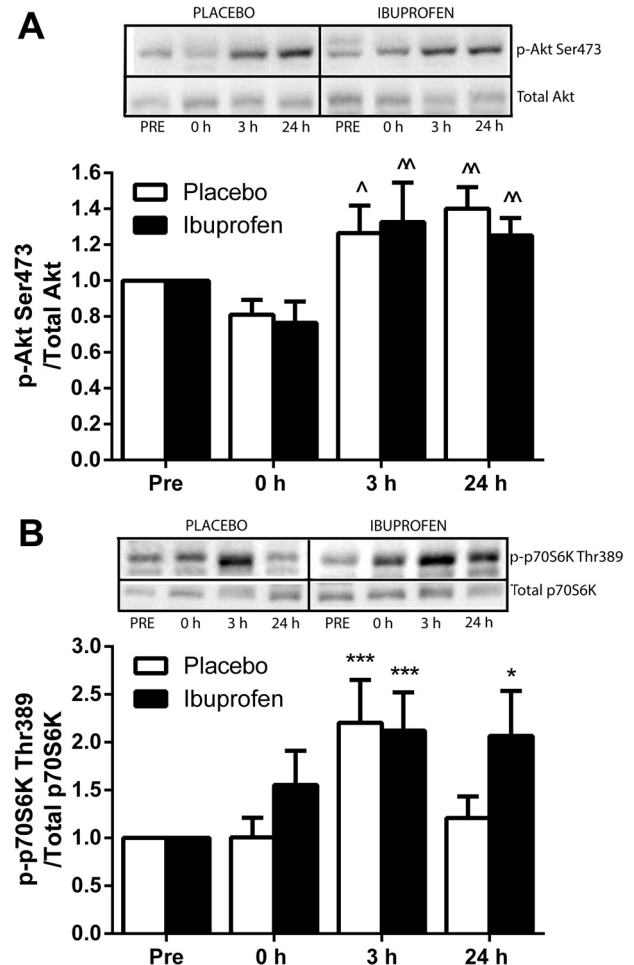 A
PLACEBO IBUPROFEN
p-Akt Ser473
Total Akt
PRE 0 h 3 h 24 h PRE 0 h 3 h 24 h
p-Akt Ser473
/Total Akt
1.6
1.4
1.2
1.0
0.8
0.6
0.4
0.2
0.0
Placebo
Ibuprofen
^ ^^ ^^ ^^
Pre 0 h 3 h 24 h
B
PLACEBO IBUPROFEN
p-p70S6K Thr389
Total p70S6K
PRE 0 h 3 h 24 h PRE 0 h 3 h 24 h
p-p70S6K Thr389
/Total p70S6K
3.0
2.5
2.0
1.5
1.0
0.5
0.0
Placebo
Ibuprofen
*** *** *
Pre 0 h 3 h 24 h